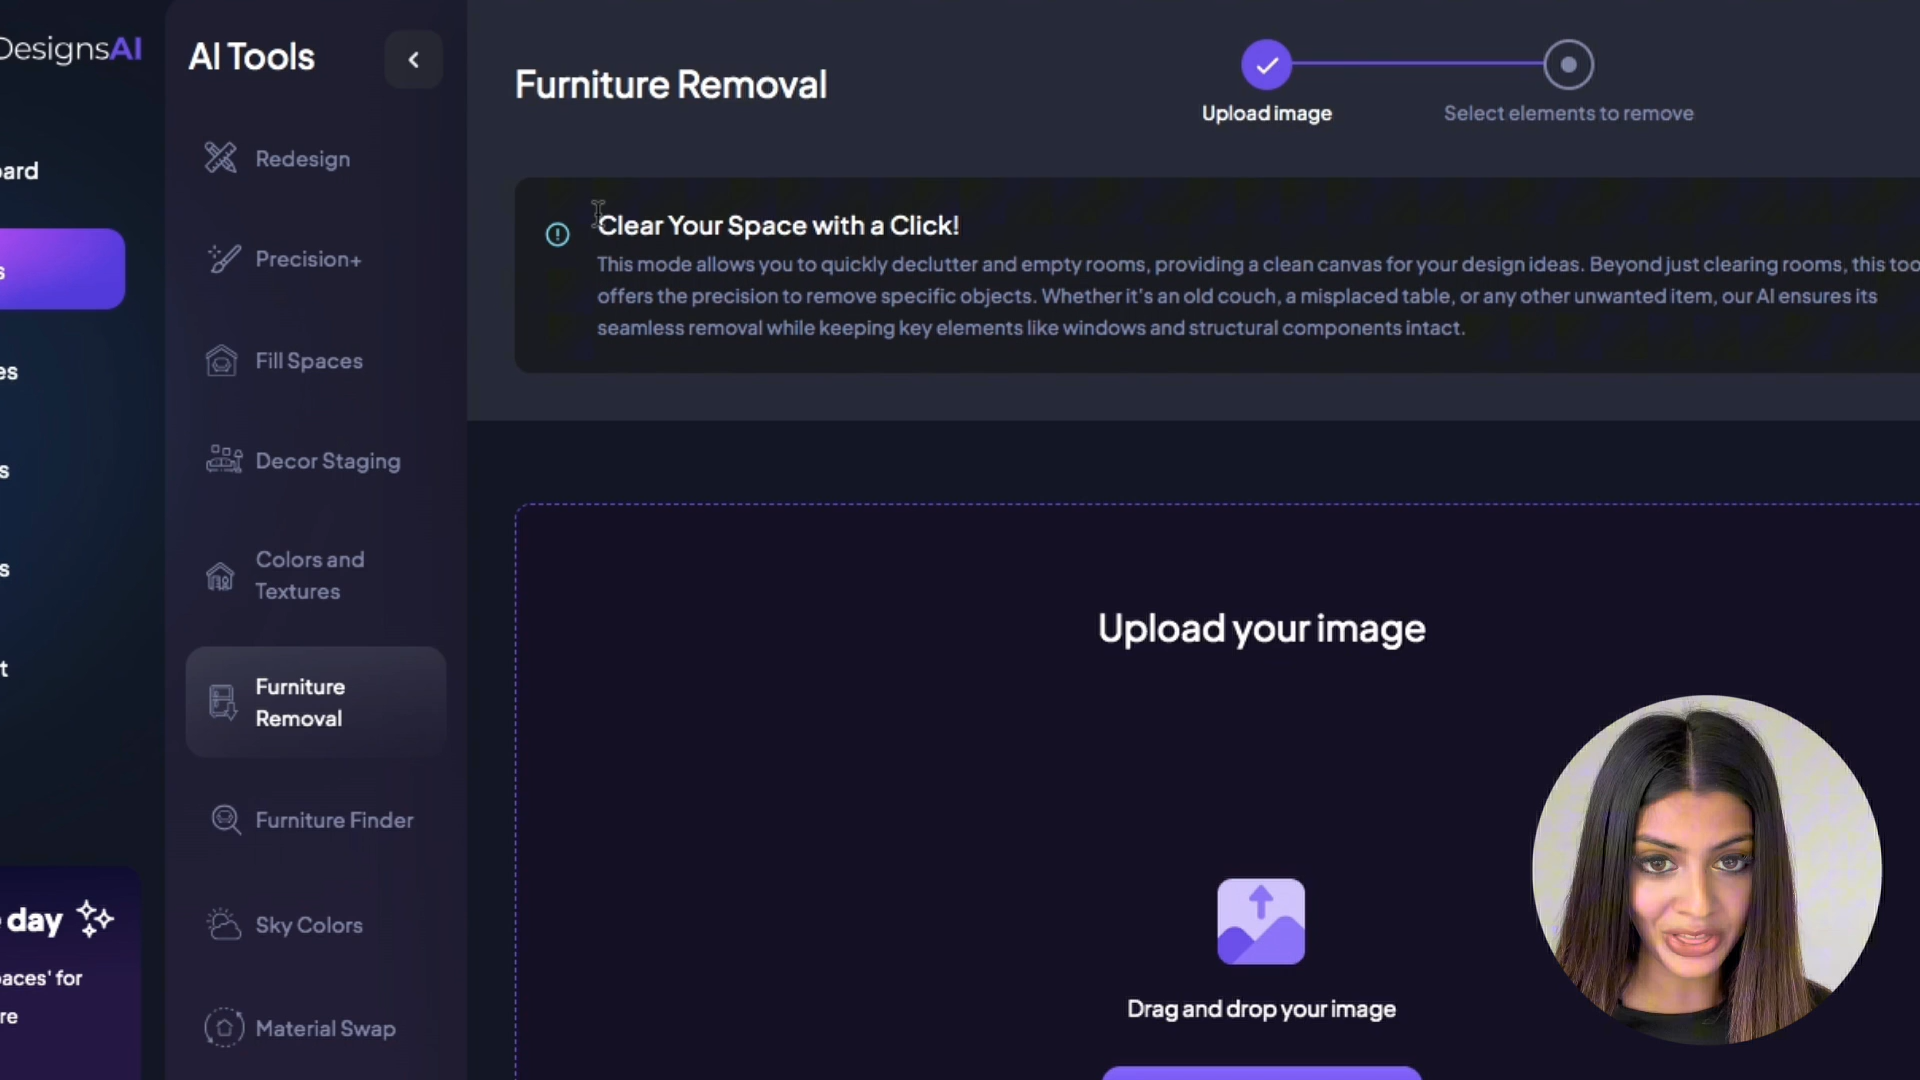 DesignsAI
AI Tools
Furniture Removal
Upload image
Select elements to remove
Redesign
Precision+
Fill Spaces
Decor Staging
Colors and
Textures
Furniture
Removal
Furniture Finder
Sky Colors
Material Swap
Clear Your Space with a Click!
This mode allows you to quickly declutter and empty rooms, providing a clean canvas for your design ideas. Beyond just clearing rooms, this too
offers the precision to remove specific objects. Whether it's an old couch, a misplaced table, or any other unwanted item, our AI ensures its
seamless removal while keeping key elements like windows and structural components intact.
Upload your image
Drag and drop your image
day
paces' for